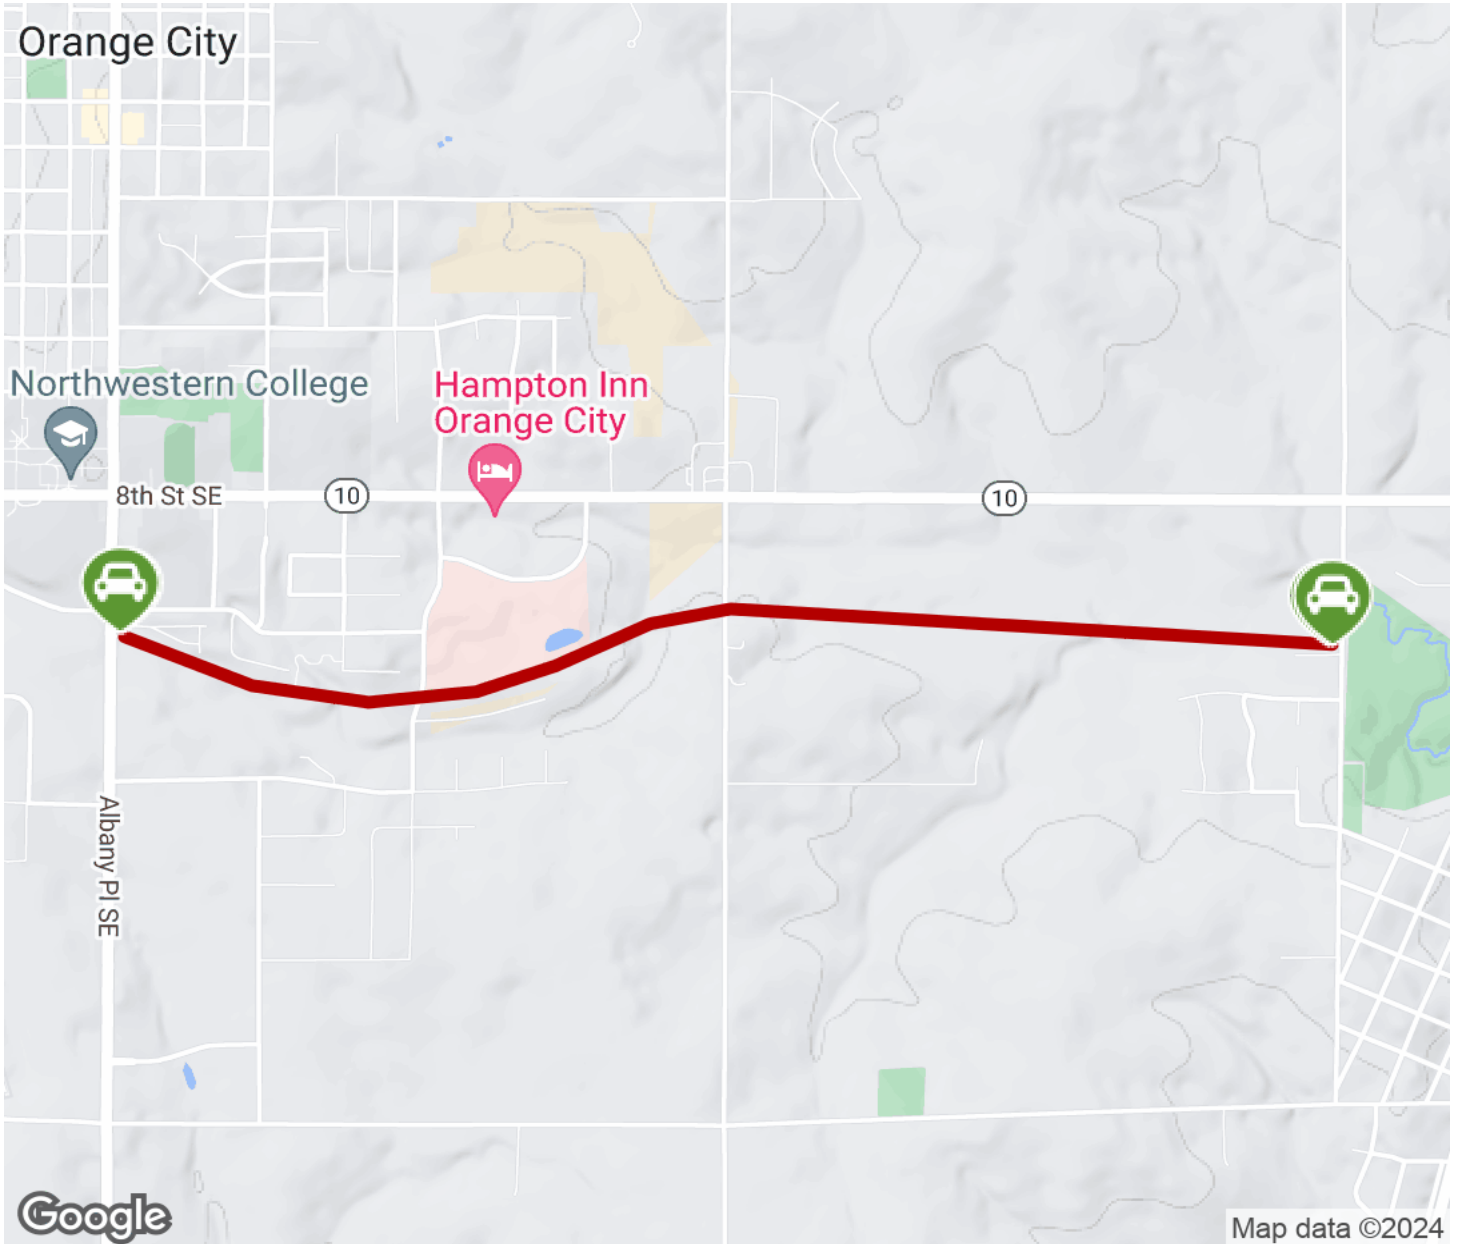 Orange City
Northwestern College
Hampton Inn
Orange City
8th St SE
10
10
Albany Pl SE
Google
Map data ©2024